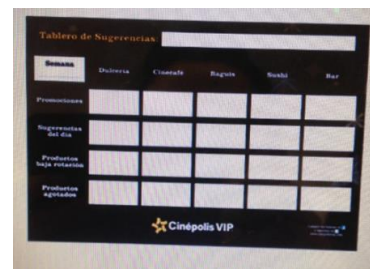 Tablero de Sugerencias:
Semana
Dulcería Cinecafé Baguis Sushi Bar
Promociones
Sugerencias
del día
Productos
baja rotación
Productos
agotados
Cinépolis VIP